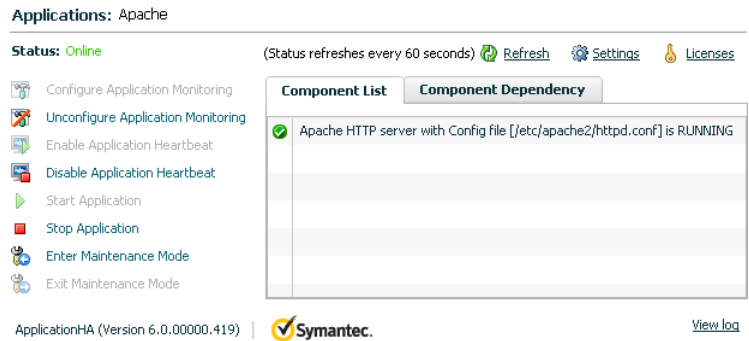 Applications: Apache
Status: Online
(Status refreshes every 60 seconds) Refresh Settings Licenses
Configure Application Monitoring
Unconfigure Application Monitoring
Enable Application Heartbeat
Disable Application Heartbeat
Start Application
Stop Application
Enter Maintenance Mode
Exit Maintenance Mode
Component List Component Dependency
Apache HTTP server with Config file [/etc/apache2/httpd.conf] is RUNNING
ApplicationHA (Version 6.0.00000.419) Symantec. View log